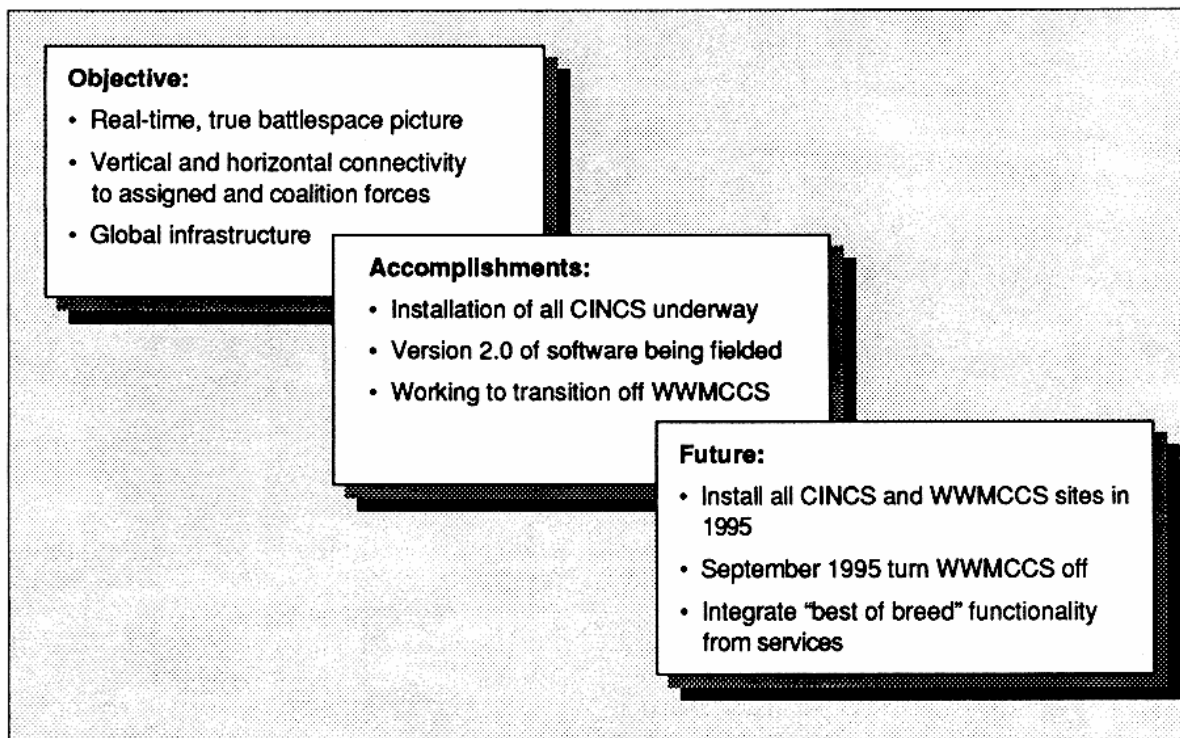 Objective:
• Real-time, true battlespace picture
• Vertical and horizontal connectivity
to assigned and coalition forces
• Global infrastructure
Accomplishments:
• Installation of all CINCS underway
• Version 2.0 of software being fielded
• Working to transition off WWMCCS
Future:
• Install all CINCS and WWMCCS sites in
1995
• September 1995 turn WWMCCS off
• Integrate "best of breed" functionality
from services